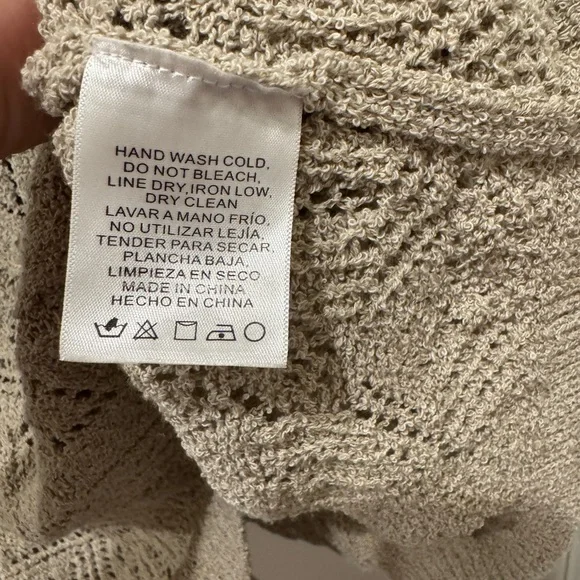 HAND WASH COLD,
DO NOT BLEACH,
LINE DRY, IRON LOW,
DRY CLEAN
LAVAR A MANO FRÍO,
NO UTILIZAR LEJÍA,
TENDER PARA SECAR,
PLANCHA BAJA,
LIMPIEZA EN SECO
MADE IN CHINA
HECHO EN CHINA